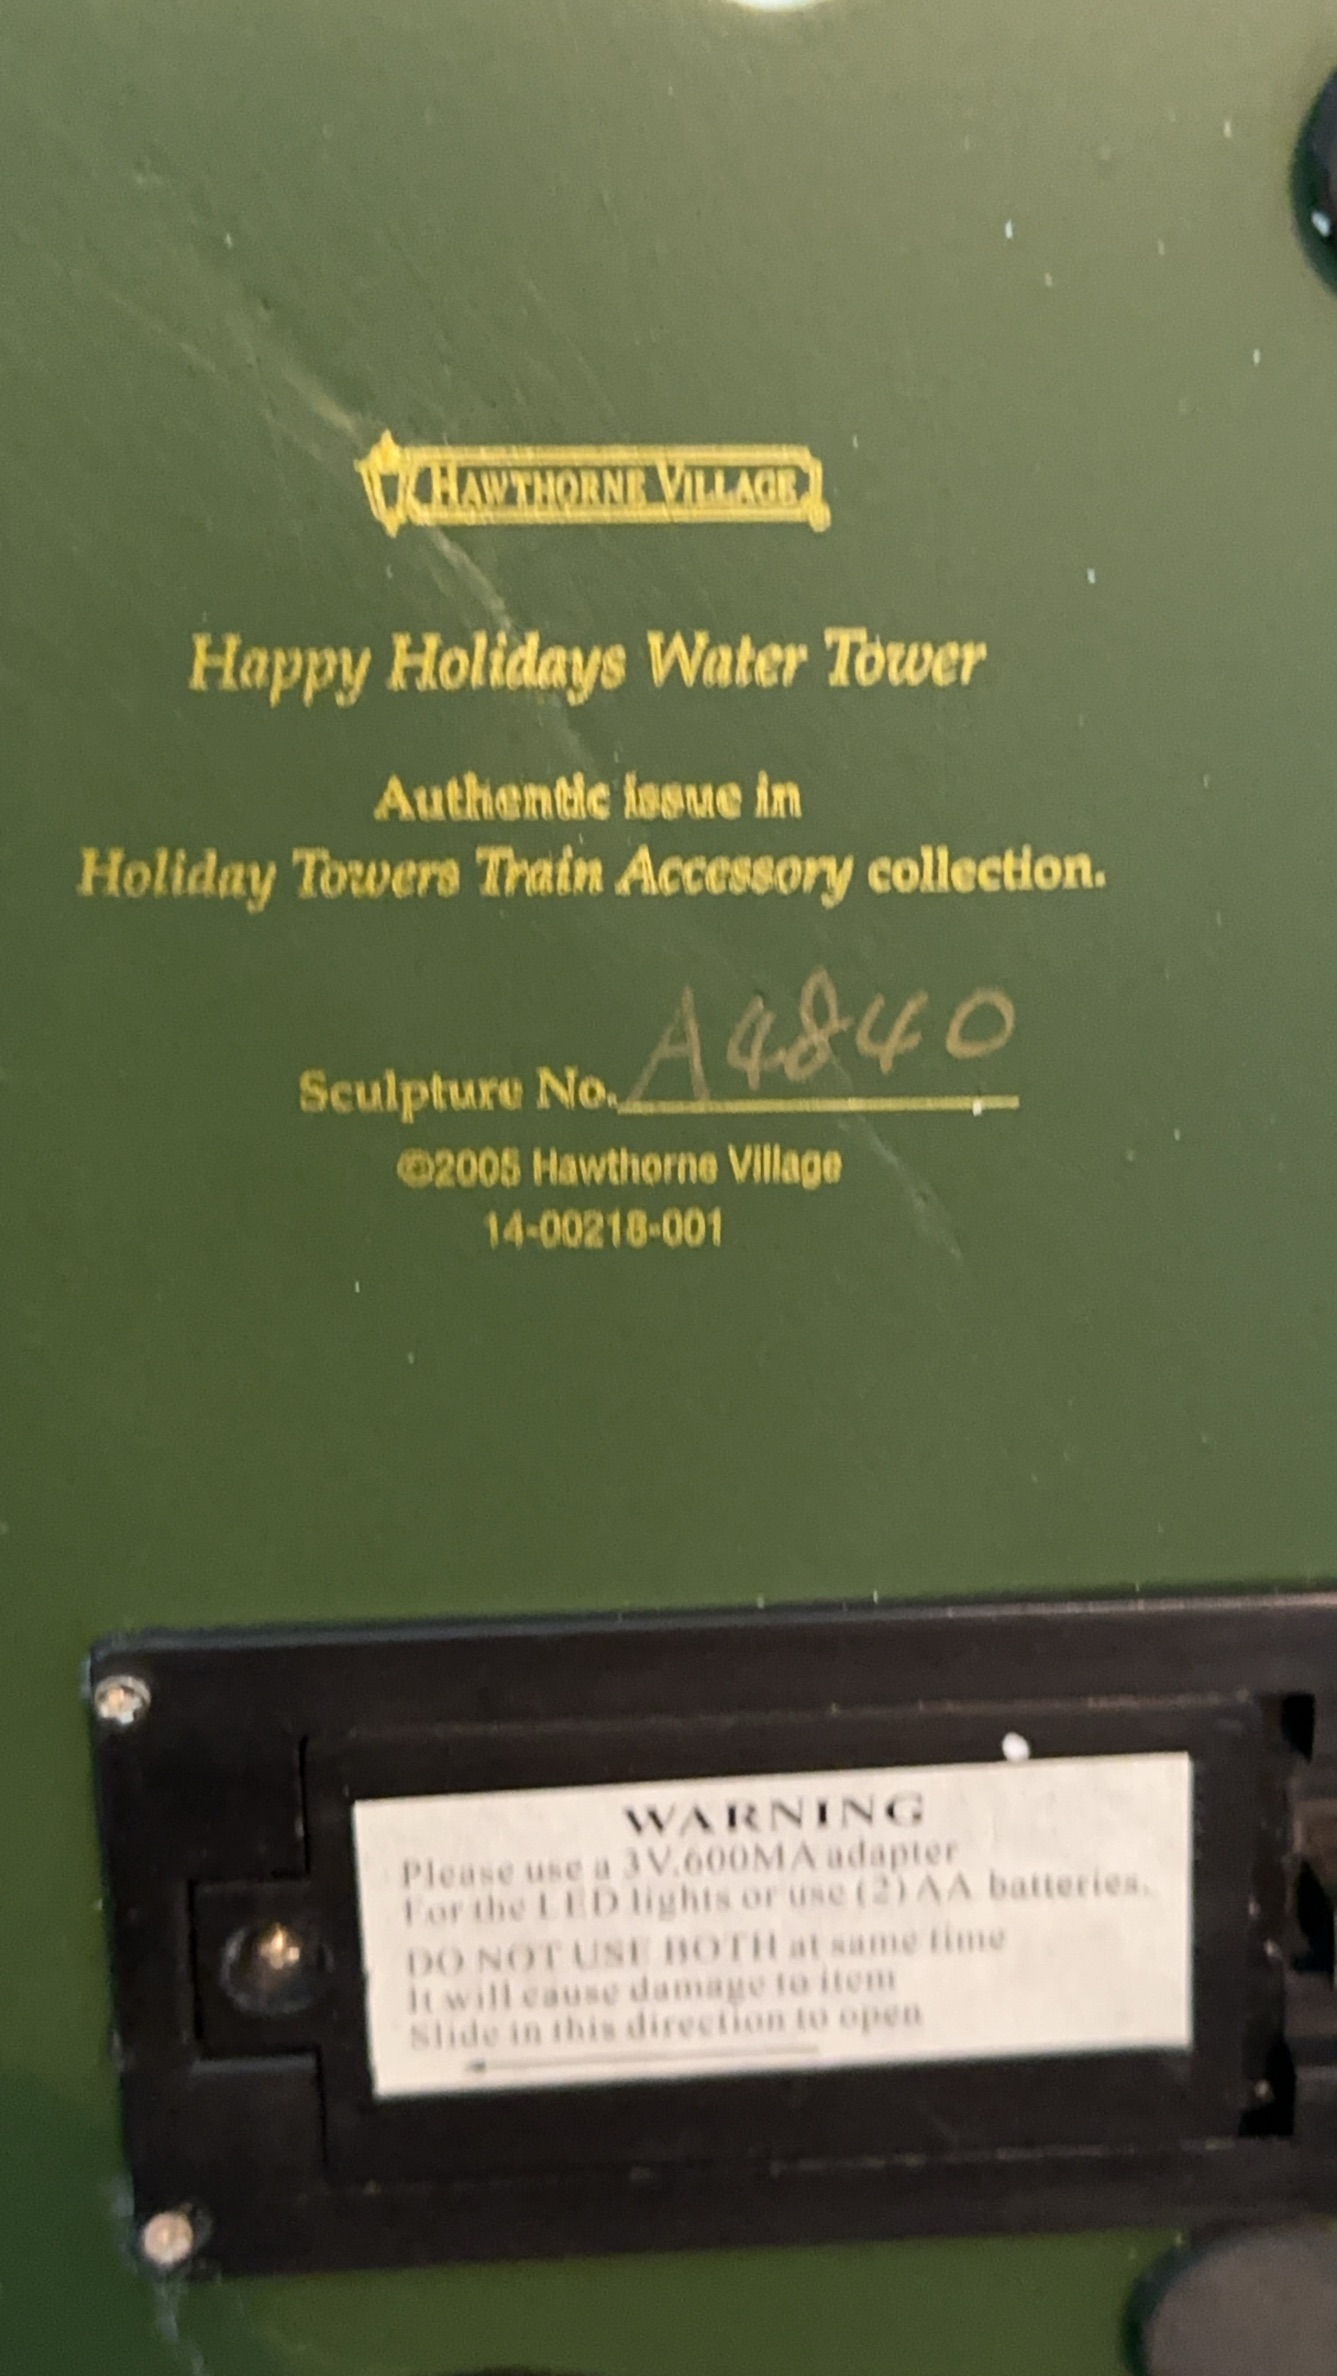 HAWTHORNE VILLAGE
Happy Holidays Water Tower
Authentic issue in
Holiday Towers Train Accessory collection.
Sculpture No. A4840
©2005 Hawthorne Village
14-00218-001
WARNING
Please use a 3V.600MA adapter
For the LED lights or use (2) AA batteries.
DO NOT USE BOTH at same time
It will cause damage to item
Slide in this direction to open